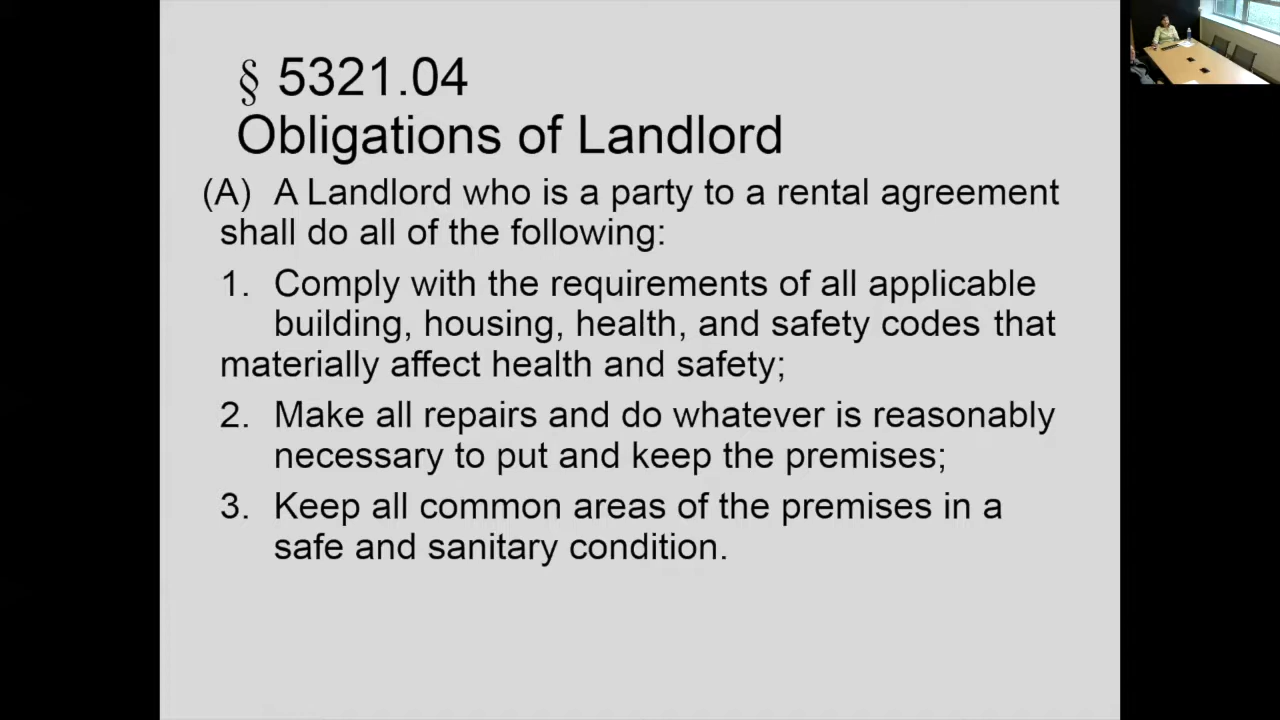 § 5321.04
Obligations of Landlord
(A) A Landlord who is a party to a rental agreement
shall do all of the following:
1. Comply with the requirements of all applicable
building, housing, health, and safety codes that
materially affect health and safety;
2. Make all repairs and do whatever is reasonably
necessary to put and keep the premises;
3. Keep all common areas of the premises in a
safe and sanitary condition.